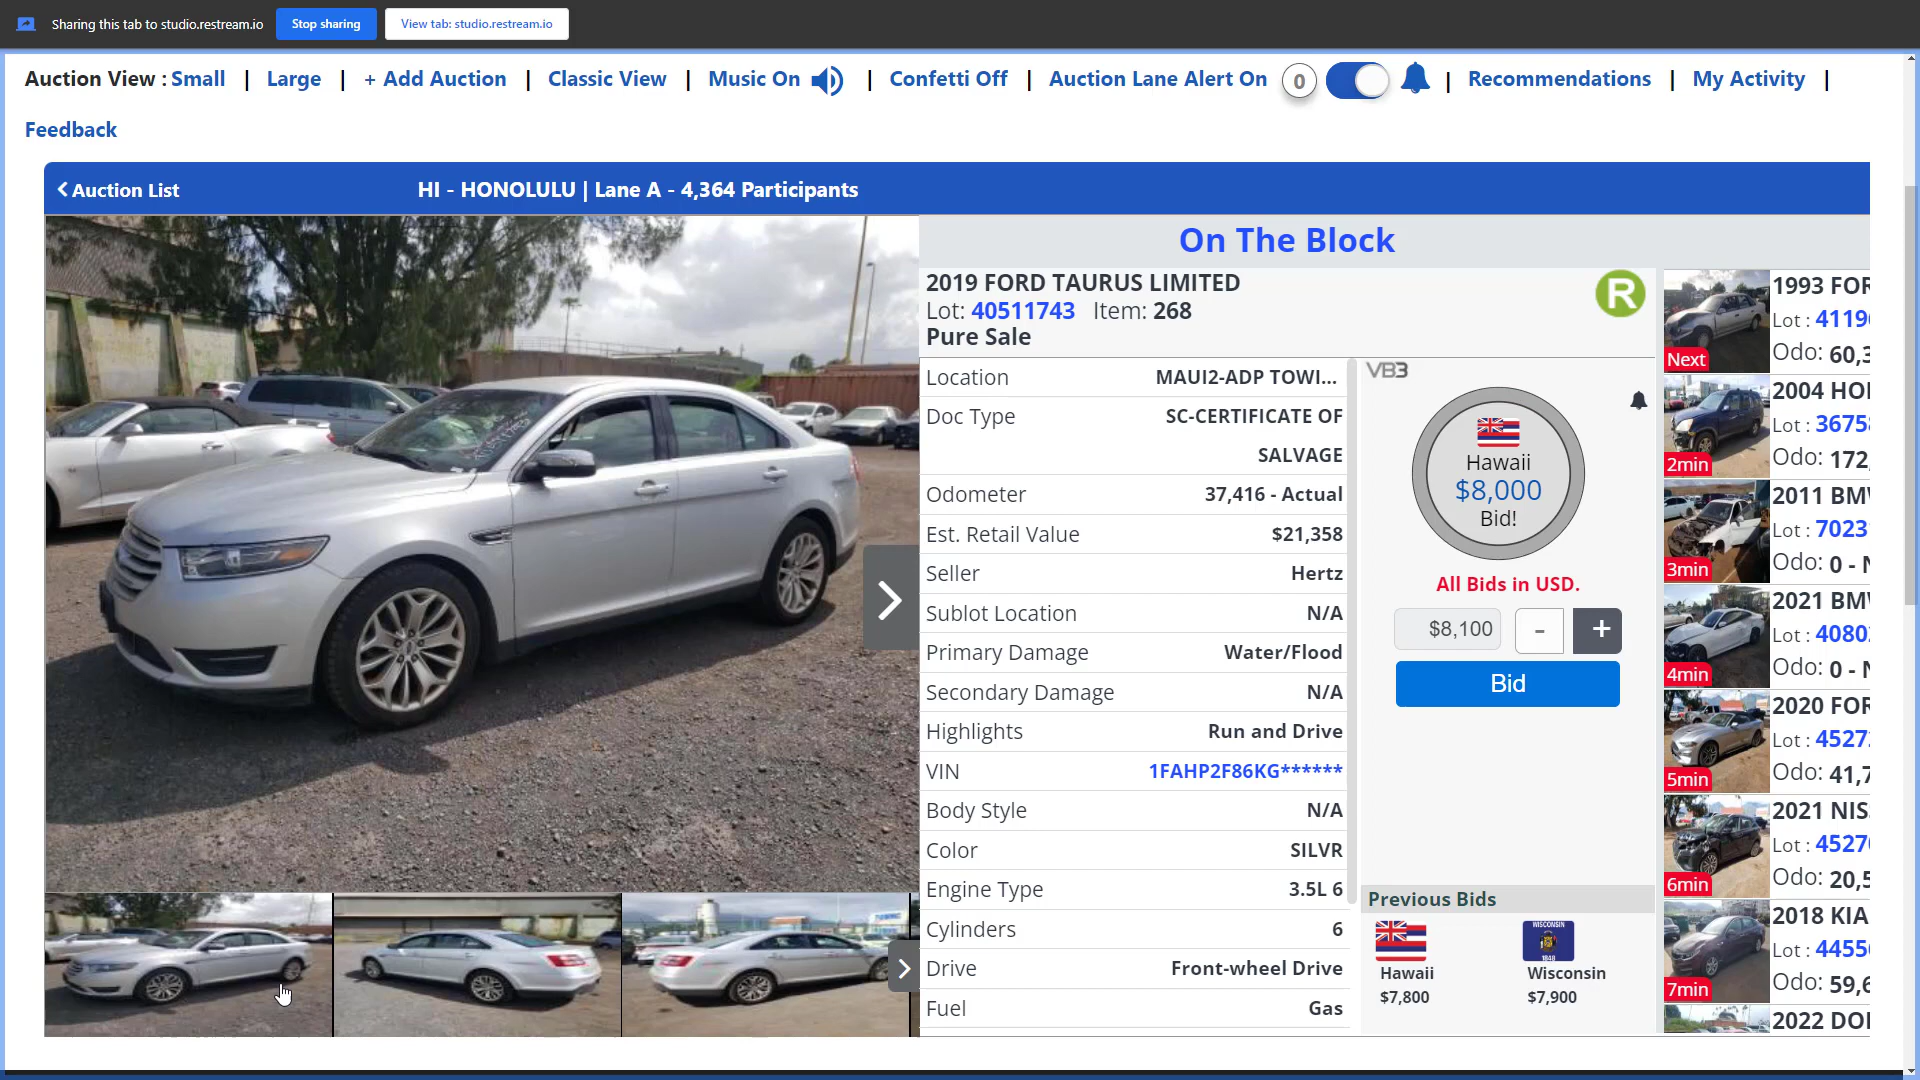 Sharing this tab to studio.restream.io Stop sharing View tab: studio.restream.io
Auction View : Small | Large | + Add Auction | Classic View | Music On | Confetti Off | Auction Lane Alert On 0 | Recommendations | My Activity |
Feedback
Auction List HI - HONOLULU | Lane A - 4,364 Participants
On The Block
2019 FORD TAURUS LIMITED
Lot: 40511743 Item: 268
Pure Sale
R
Location MAUI2-ADP TOWI...
Doc Type SC-CERTIFICATE OF
SALVAGE
Odometer 37,416 - Actual
Est. Retail Value $21,358
Seller Hertz
Sublot Location N/A
Primary Damage Water/Flood
Secondary Damage N/A
Highlights Run and Drive
VIN 1FAHP2F86KG******
Body Style N/A
Color SILVR
Engine Type 3.5L 6
Cylinders 6
Drive Front-wheel Drive
Fuel Gas
VB3
Hawaii
$8,000
Bid!
All Bids in USD.
$8,100 - +
Bid
Previous Bids
Hawaii
$7,800
WISCONSIN
1848
Wisconsin
$7,900
1993 FOR
Lot : 4119
Odo: 60,3
Next
2004 HO
Lot : 3675
Odo: 172,
2min
2011 BM
Lot : 7023
Odo: 0 - N
3min
2021 BM
Lot : 4080
Odo: 0 - N
4min
2020 FOR
Lot : 4527
Odo: 41,7
5min
2021 NIS
Lot : 4527
Odo: 20,5
6min
2018 KIA
Lot : 4455
Odo: 59,6
7min
2022 DO